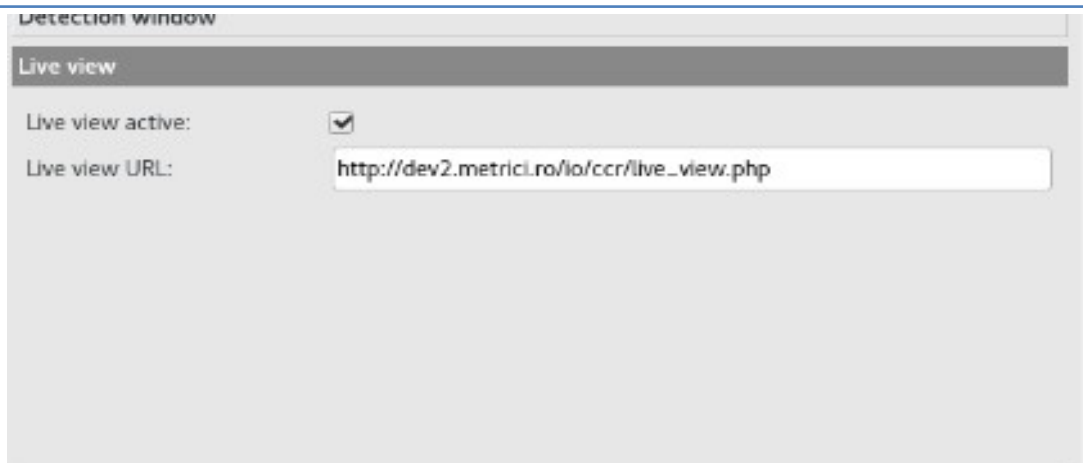 Detection window
Live view
Live view active:
Live view URL: http://dev2.metrici.ro/io/ccr/live_view.php